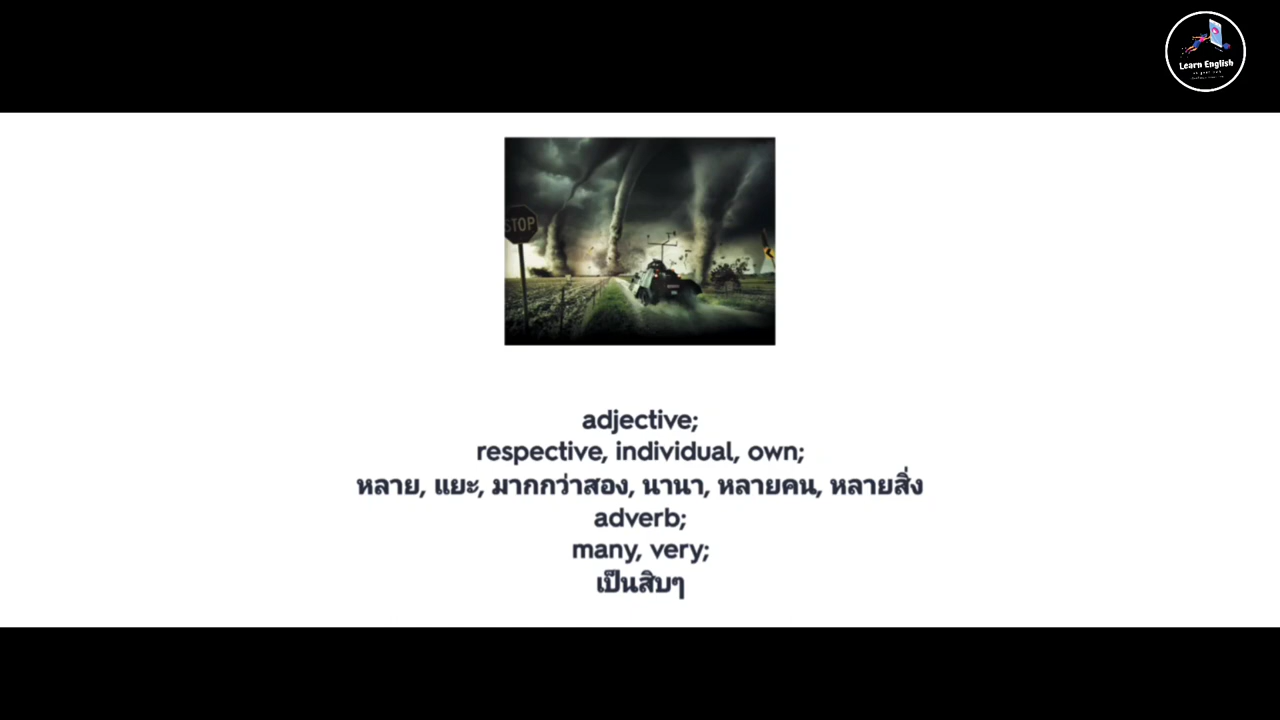 Learn English
STOP
adjective;
respective, individual, own;
หลาย, แยะ, มากกว่าสอง, นานา, หลายคน, หลายสิ่ง
adverb;
many, very;
เป็นสิบๆ